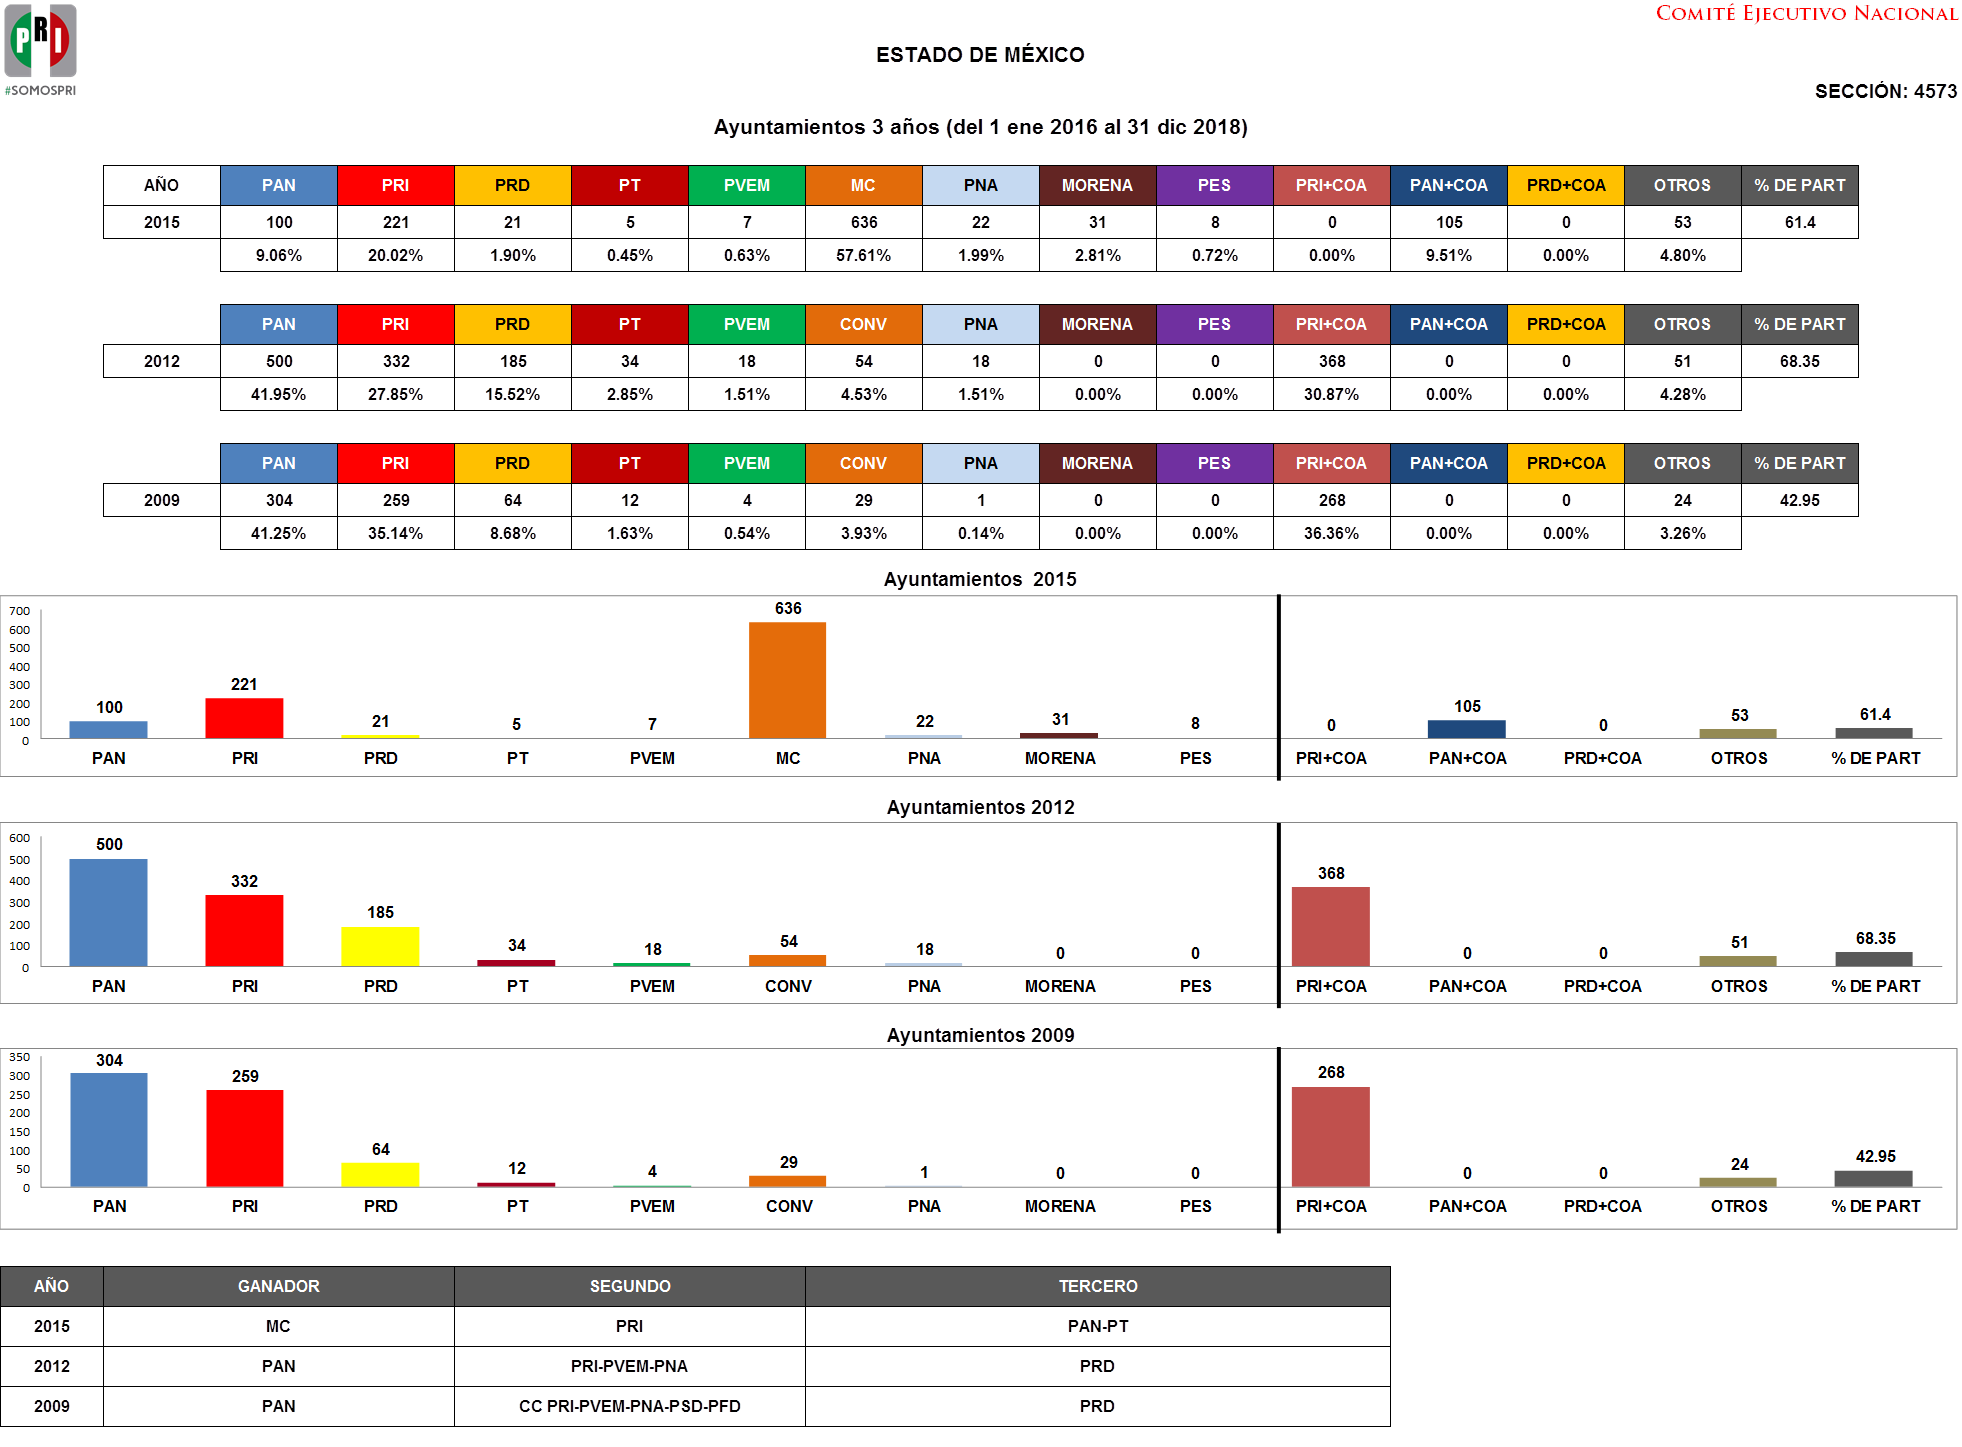 PRI
#SOMOSPRI
COMITÉ EJECUTIVO NACIONAL
ESTADO DE MÉXICO
SECCIÓN: 4573
Ayuntamientos 3 años (del 1 ene 2016 al 31 dic 2018)
AÑO PAN PRI PRD PT PVEM MC PNA MORENA PES PRI+COA PAN+COA PRD+COA OTROS % DE PART
2015 100 221 21 5 7 636 22 31 8 0 105 0 53 61.4
9.06% 20.02% 1.90% 0.45% 0.63% 57.61% 1.99% 2.81% 0.72% 0.00% 9.51% 0.00% 4.80%
PAN PRI PRD PT PVEM CONV PNA MORENA PES PRI+COA PAN+COA PRD+COA OTROS % DE PART
2012 500 332 185 34 18 54 18 0 0 368 0 0 51 68.35
41.95% 27.85% 15.52% 2.85% 1.51% 4.53% 1.51% 0.00% 0.00% 30.87% 0.00% 0.00% 4.28%
PAN PRI PRD PT PVEM CONV PNA MORENA PES PRI+COA PAN+COA PRD+COA OTROS % DE PART
2009 304 259 64 12 4 29 1 0 0 268 0 0 24 42.95
41.25% 35.14% 8.68% 1.63% 0.54% 3.93% 0.14% 0.00% 0.00% 36.36% 0.00% 0.00% 3.26%
Ayuntamientos 2015
700
600
500
400
300
200
100
0
100 221 21 5 7 636 22 31 8 0 105 0 53 61.4
PAN PRI PRD PT PVEM MC PNA MORENA PES PRI+COA PAN+COA PRD+COA OTROS % DE PART
Ayuntamientos 2012
600
500
400
300
200
100
0
500 332 185 34 18 54 18 0 0 368 0 0 51 68.35
PAN PRI PRD PT PVEM CONV PNA MORENA PES PRI+COA PAN+COA PRD+COA OTROS % DE PART
Ayuntamientos 2009
350
300
250
200
150
100
50
0
304 259 64 12 4 29 1 0 0 268 0 0 24 42.95
PAN PRI PRD PT PVEM CONV PNA MORENA PES PRI+COA PAN+COA PRD+COA OTROS % DE PART
AÑO GANADOR SEGUNDO TERCERO
2015 MC PRI PAN-PT
2012 PAN PRI-PVEM-PNA PRD
2009 PAN CC PRI-PVEM-PNA-PSD-PFD PRD